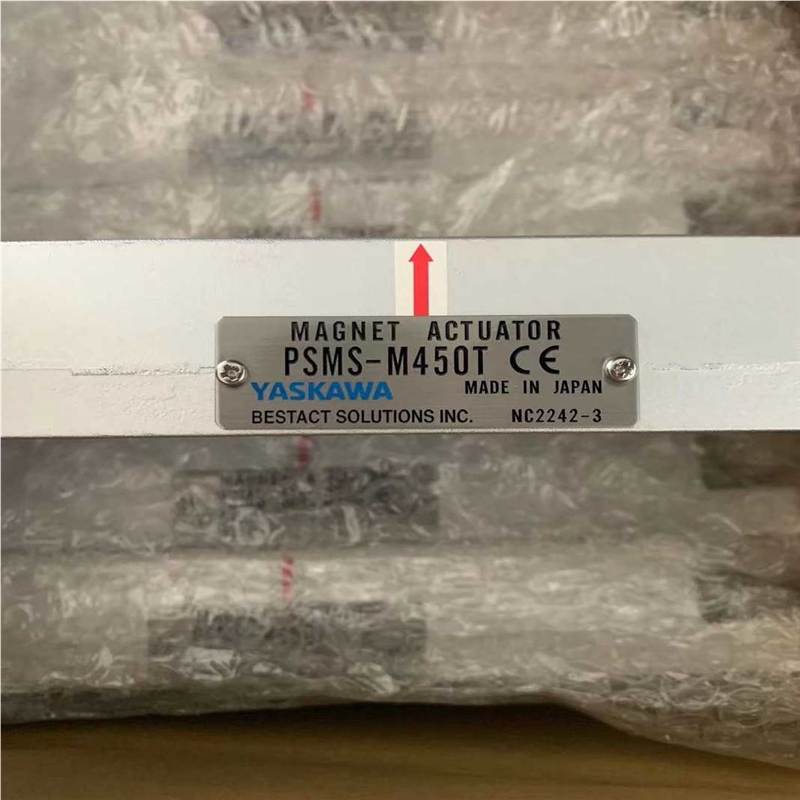 MAGNET ACTUATOR
PSMS-M450T CE
YASKAWA MADE IN JAPAN
BESTACT SOLUTIONS INC. NC2242-3